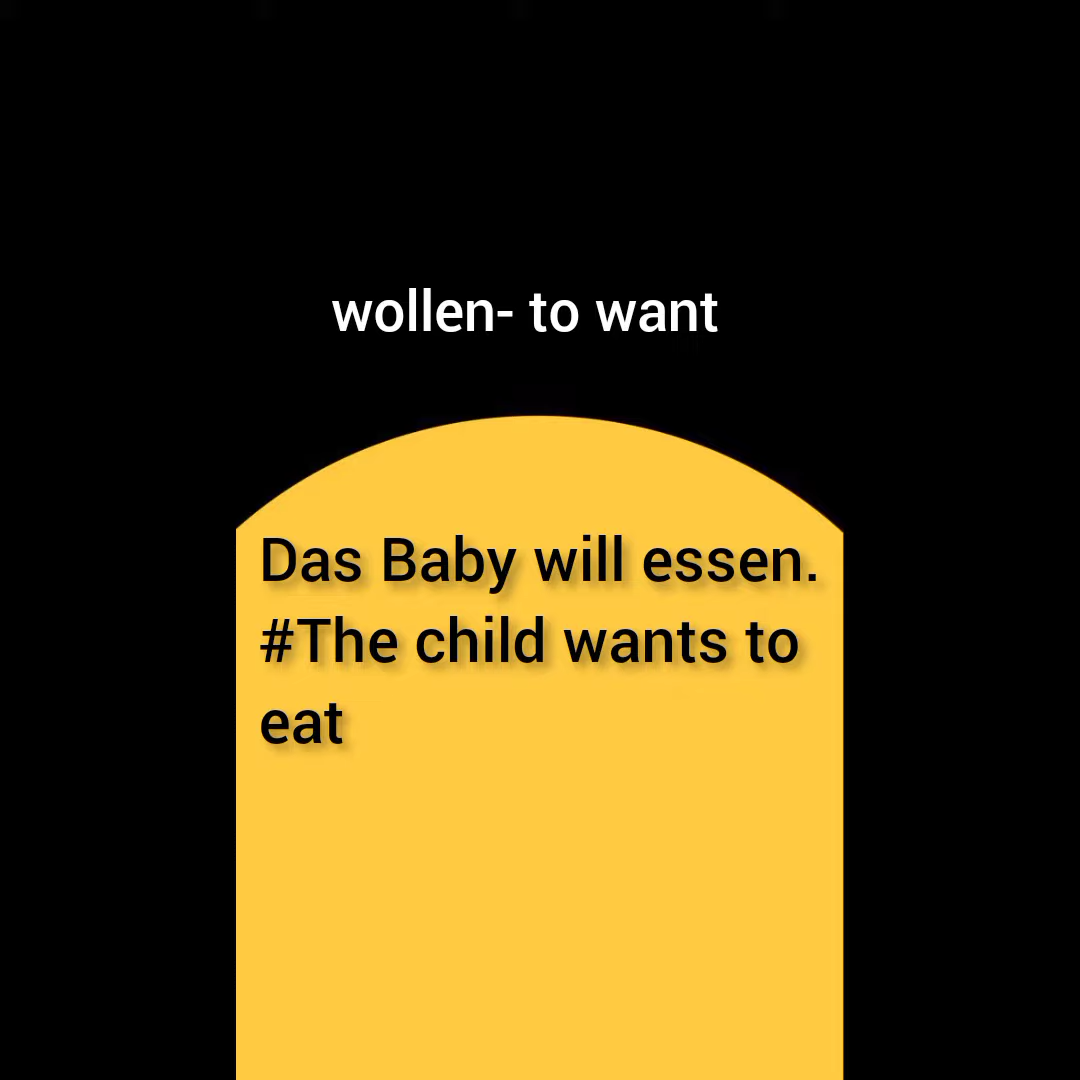 wollen- to want
Das Baby will essen.
#The child wants to
eat